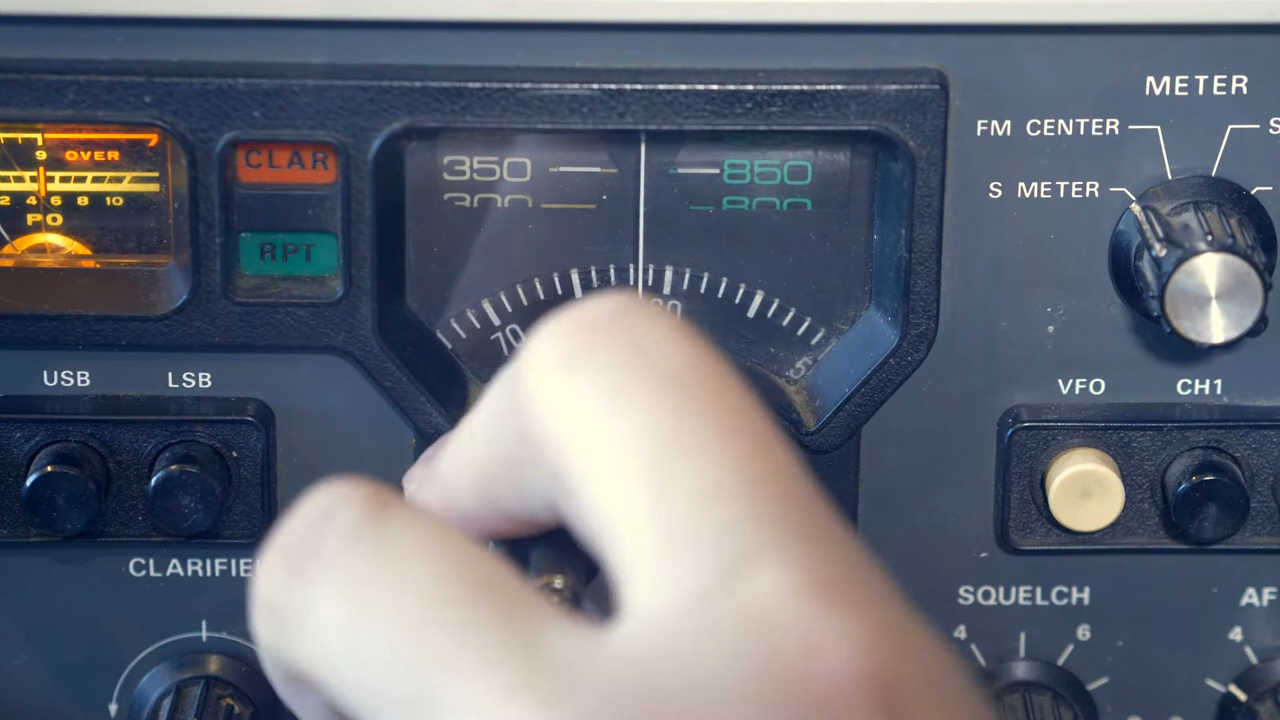 METER
FM CENTER
S METER
9 OVER
2 4 6 8 10
PO
CLAR
RPT
350 850
300 800
70
USB LSB
VFO CH1
CLARIFIE
SQUELCH
4 6
AF
4